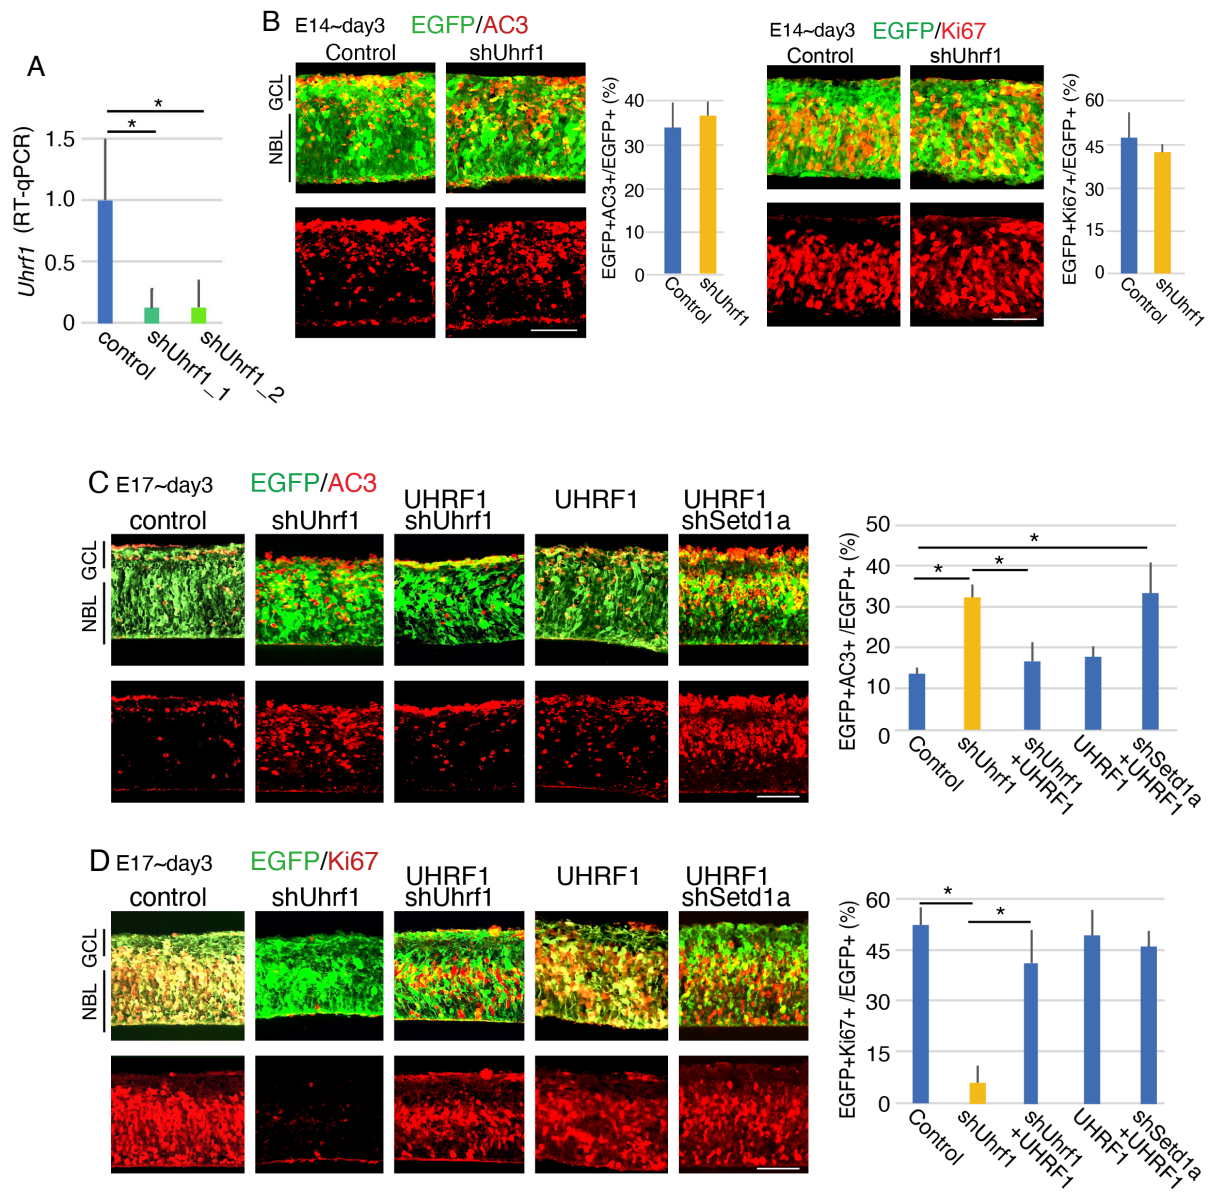 A
*
*
Uhrf1 (RT-qPCR)
1.5
1.0
0.5
0
control
shUhrf1_1
shUhrf1_2
B
E14~day3 EGFP/AC3
Control shUhrf1
GCL
NBL
EGFP+AC3+/EGFP+ (%)
40
30
20
10
0
Control
shUhrf1
E14~day3 EGFP/Ki67
Control shUhrf1
EGFP+Ki67+/EGFP+ (%)
60
45
30
15
0
Control
shUhrf1
C E17~day3 EGFP/AC3
control
shUhrf1
UHRF1
shUhrf1
UHRF1
UHRF1
shSetd1a
GCL
NBL
EGFP+AC3+ /EGFP+ (%)
50
40
30
20
10
0
*
*
*
Control
shUhrf1
shUhrf1
+UHRF1
UHRF1
shSetd1a
+UHRF1
D E17~day3 EGFP/Ki67
control
shUhrf1
UHRF1
shUhrf1
UHRF1
UHRF1
shSetd1a
GCL
NBL
EGFP+Ki67+ /EGFP+ (%)
60
45
30
15
0
*
*
Control
shUhrf1
shUhrf1
+UHRF1
UHRF1
shSetd1a
+UHRF1